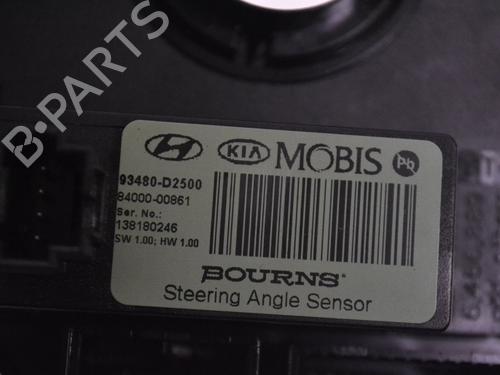 B-PARTS
KIA MOBIS Pb
93480-D2500
84000-00861
Ser. No.:
138180246
SW 1.00; HW 1.00
BOURNS®
Steering Angle Sensor